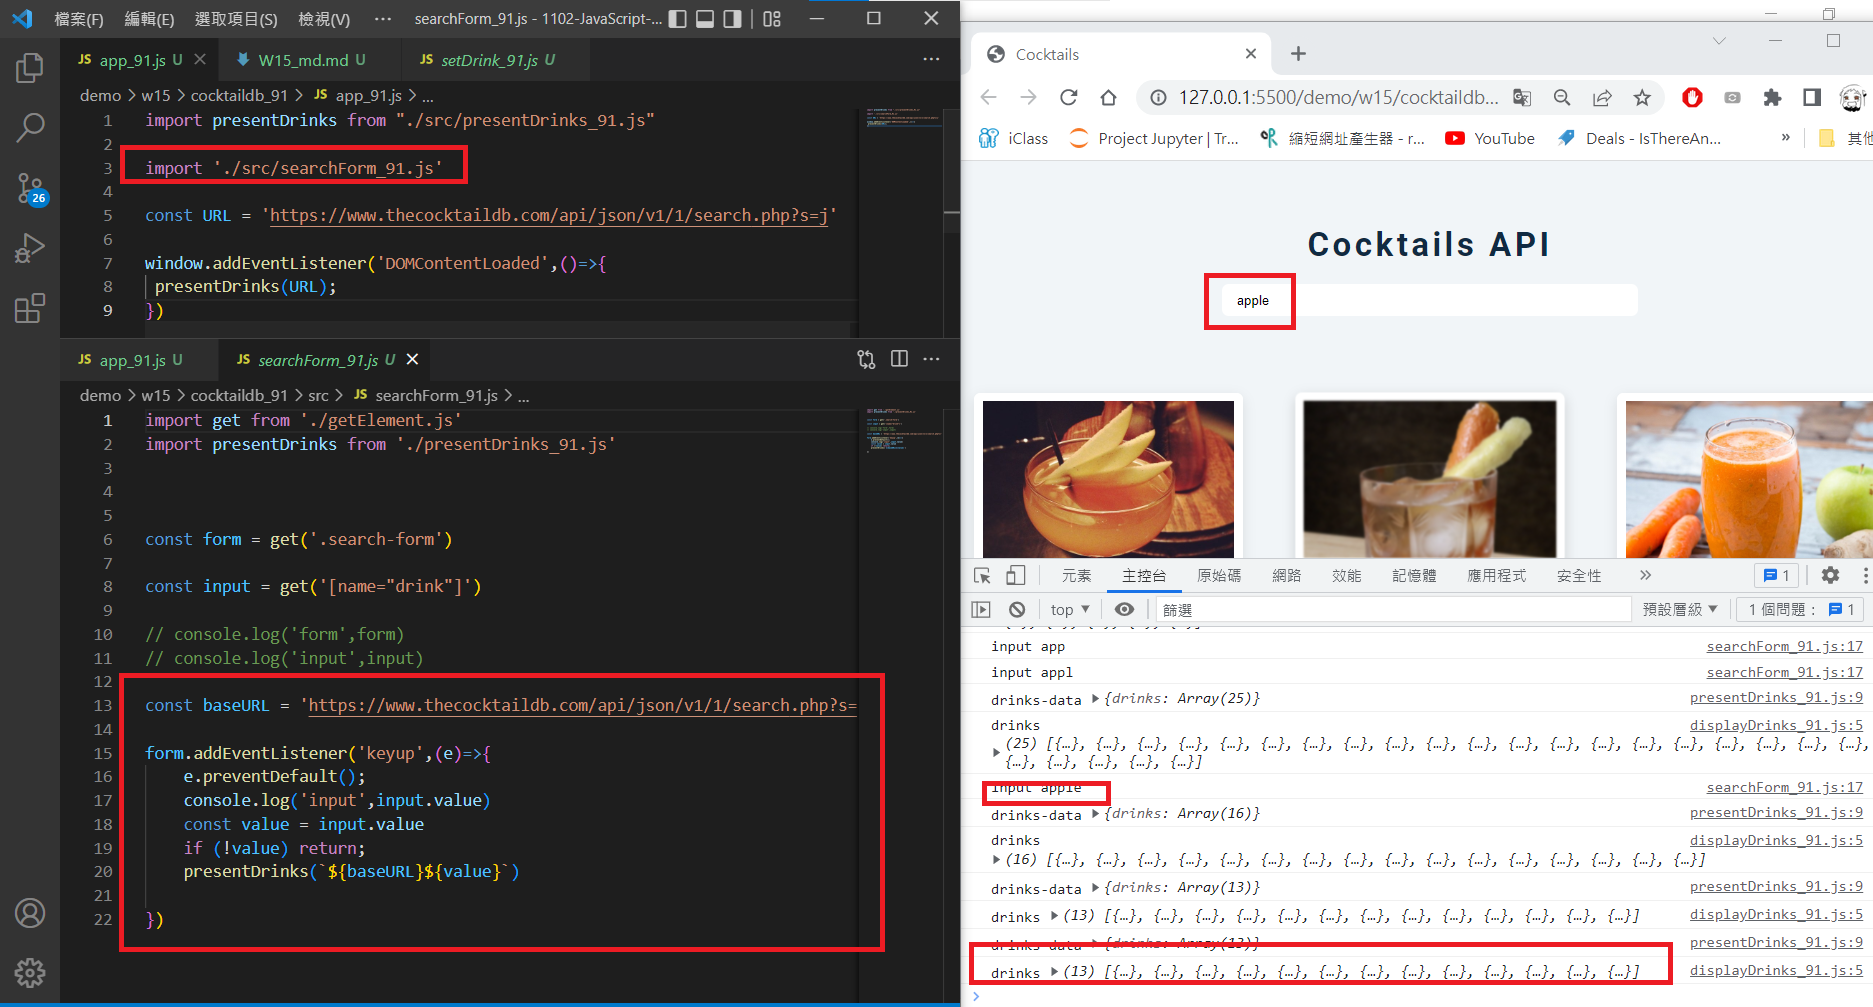 檔案(F) 編輯(E) 選取項目(S) 檢視(V) ··· searchForm_91.js - 1102-JavaScript-...
JS app_91.js U W15_md.md U JS setDrink_91.js U ···
demo > w15 > cocktaildb_91 > JS app_91.js > ...
1 import presentDrinks from "./src/presentDrinks_91.js"
2
3 import './src/searchForm_91.js'
4
5 const URL = 'https://www.thecocktaildb.com/api/json/v1/1/search.php?s=j'
6
7 window.addEventListener('DOMContentLoaded',()=>{
8 presentDrinks(URL);
9 })
26
JS app_91.js U JS searchForm_91.js U ···
demo > w15 > cocktaildb_91 > src > JS searchForm_91.js > ...
1 import get from './getElement.js'
2 import presentDrinks from './presentDrinks_91.js'
3
4
5
6 const form = get('.search-form')
7
8 const input = get('[name="drink"]')
9
10 // console.log('form',form)
11 // console.log('input',input)
12
13 const baseURL = 'https://www.thecocktaildb.com/api/json/v1/1/search.php?s=
14
15 form.addEventListener('keyup',(e)=>{
16 e.preventDefault();
17 console.log('input',input.value)
18 const value = input.value
19 if (!value) return;
20 presentDrinks(`${baseURL}${value}`)
21
22 })
Cocktails
127.0.0.1:5500/demo/w15/cocktaildb...
iClass Project Jupyter | Tr... 縮短網址產生器 - r... YouTube Deals - IsThereAn... » 其他
Cocktails API
apple
元素 主控台 原始碼 網路 效能 記憶體 應用程式 安全性 » 1
top ▼ 篩選 預設層級 ▼ 1 個問題： 1
input app searchForm_91.js:17
input appl searchForm_91.js:17
drinks-data ▶{drinks: Array(25)} presentDrinks_91.js:9
drinks displayDrinks_91.js:5
▶ (25) [{…}, {…}, {…}, {…}, {…}, {…}, {…}, {…}, {…}, {…}, {…}, {…}, {…}, {…}, {…}, {…}, {…}, {…}, {…}, {…},
{…}, {…}, {…}, {…}, {…}]
input apple searchForm_91.js:17
drinks-data ▶{drinks: Array(16)} presentDrinks_91.js:9
drinks displayDrinks_91.js:5
▶ (16) [{…}, {…}, {…}, {…}, {…}, {…}, {…}, {…}, {…}, {…}, {…}, {…}, {…}, {…}, {…}, {…}]
drinks-data ▶{drinks: Array(13)} presentDrinks_91.js:9
drinks ▶ (13) [{…}, {…}, {…}, {…}, {…}, {…}, {…}, {…}, {…}, {…}, {…}, {…}, {…}] displayDrinks_91.js:5
drinks-data ▶{drinks: Array(13)} presentDrinks_91.js:9
drinks ▶ (13) [{…}, {…}, {…}, {…}, {…}, {…}, {…}, {…}, {…}, {…}, {…}, {…}, {…}] displayDrinks_91.js:5